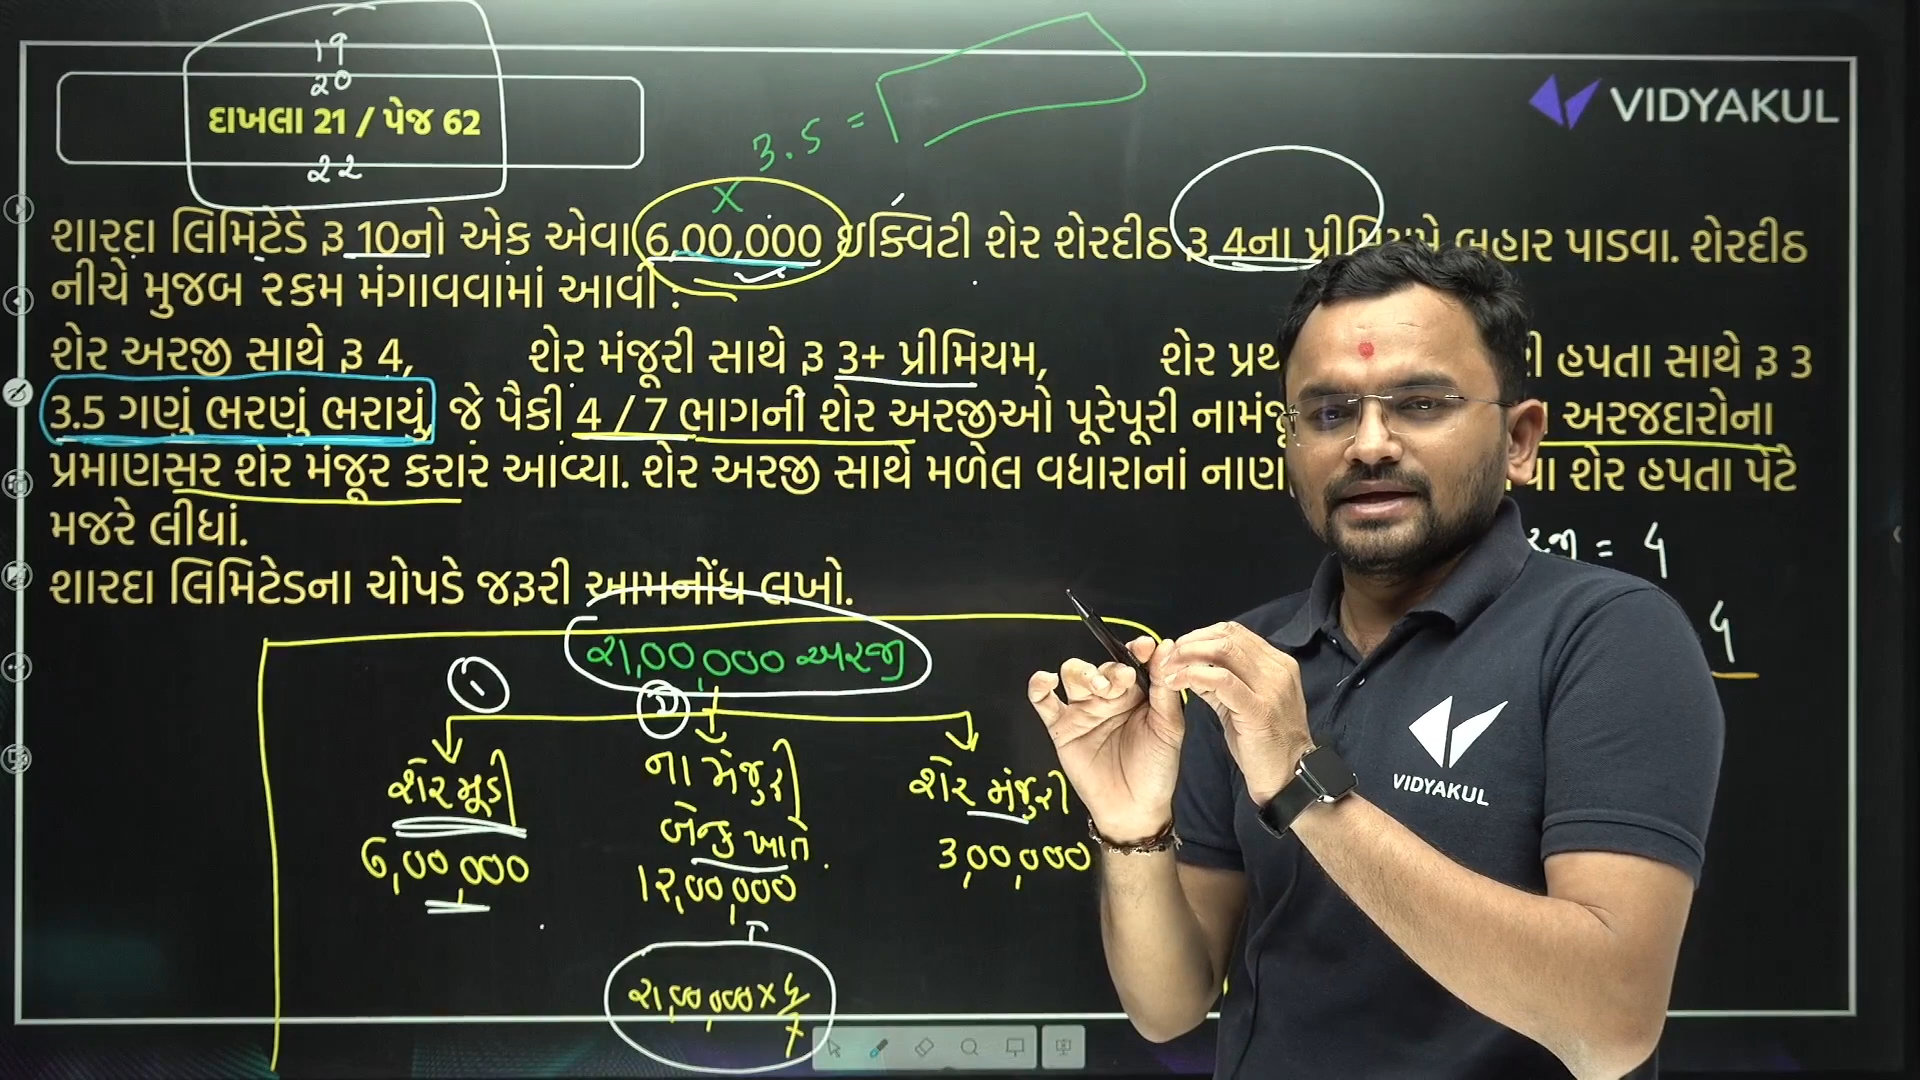 19
20
દાખલા 21 / પેજ 62
22
x 3.5 =
VIDYAKUL
શારદા લિમિટેડે રૂ 10નો એક એવા 6,00,000 ઇક્વિટી શેર શેરદીઠ રૂ 4ના પ્રીમિયમે બહાર પાડવા. શેરદીઠ
નીચે મુજબ રકમ મંગાવવામાં આવી :
શેર અરજી સાથે રૂ 4, શેર મંજૂરી સાથે રૂ 3+ પ્રીમિયમ, શેર પ્રથ હપતા સાથે રૂ 3
3.5 ગણું ભરણું ભરાયું, જે પૈકી 4 / 7 ભાગની શેર અરજીઓ પૂરેપૂરી અરજદારોના
પ્રમાણસર શેર મંજૂર કરાર આવ્યા. શેર અરજી સાથે મળેલ વધારાનાં શેર હપતા પેટે
મજરે લીધાં.
શારદા લિમિટેડના ચોપડે જરૂરી આમનોંધ લખો.
= 4
4
21,00,000 અરજી
1
2
શેરમૂડી
6,00,000
ના મંજુરી
બેન્ક ખાતે
12,00,000
21,00,000 x 4/7
શેર મંજુરી
3,00,000
VIDYAKUL